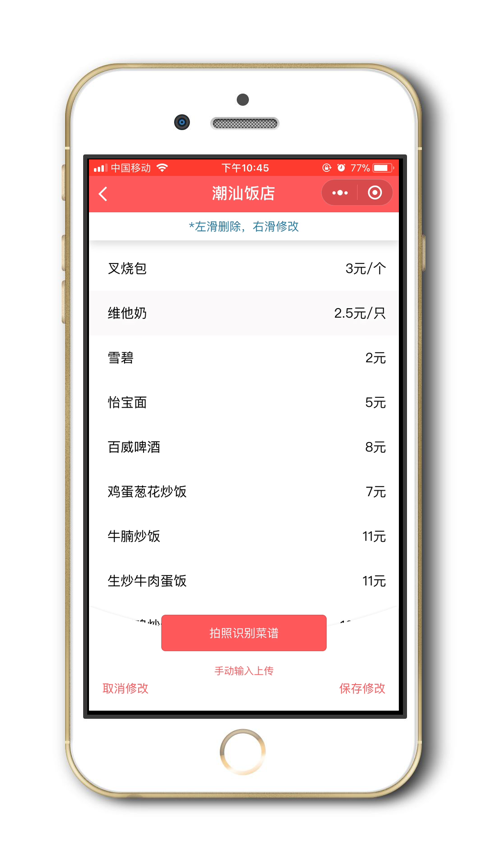 中国移动 下午10:45 77%
潮汕饭店
*左滑删除，右滑修改
叉烧包 3元/个
维他奶 2.5元/只
雪碧 2元
怡宝面 5元
百威啤酒 8元
鸡蛋葱花炒饭 7元
牛腩炒饭 11元
生炒牛肉蛋饭 11元
拍照识别菜谱
手动输入上传
取消修改 保存修改